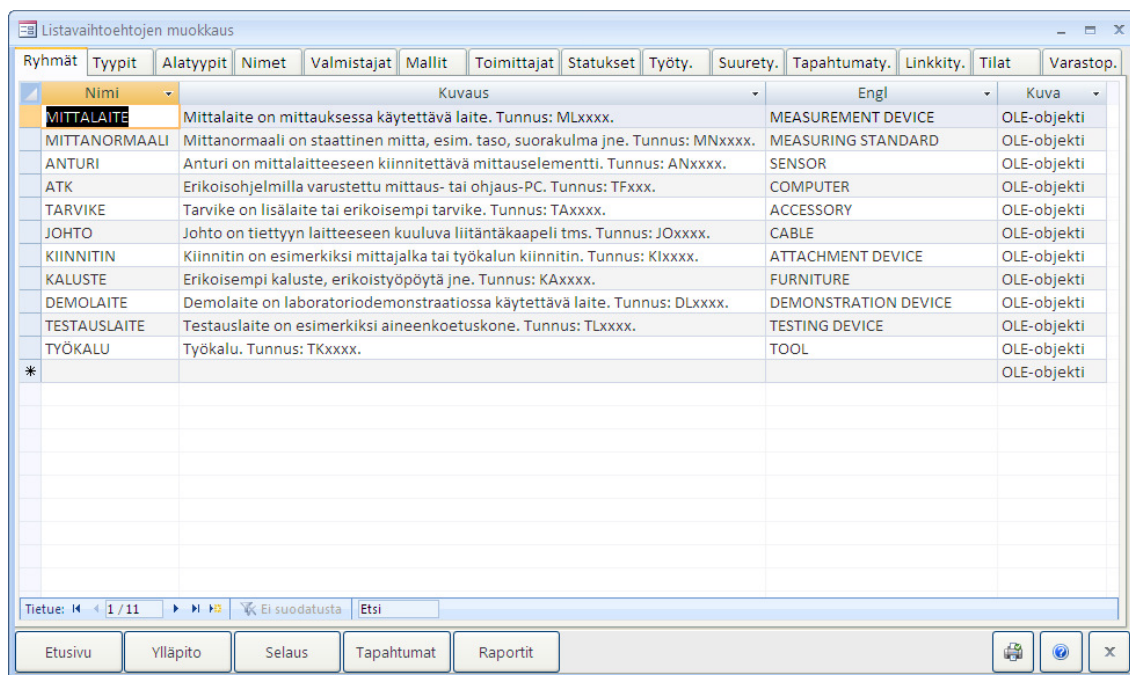 Listavaihtoehtojen muokkaus
Ryhmät Tyypit Alatyypit Nimet Valmistajat Mallit Toimittajat Statukset Työty. Suurety. Tapahtumaty. Linkkity. Tilat Varastop.
Nimi Kuvaus Engl Kuva
MITTALAITE Mittalaite on mittauksessa käytettävä laite. Tunnus: MLxxxx. MEASUREMENT DEVICE OLE-objekti
MITTANORMAALI Mittanormaali on staattinen mitta, esim. taso, suorakulma jne. Tunnus: MNxxxx. MEASURING STANDARD OLE-objekti
ANTURI Anturi on mittalaitteeseen kiinnitettävä mittauselementti. Tunnus: ANxxxx. SENSOR OLE-objekti
ATK Erikoisohjelmilla varustettu mittaus- tai ohjaus-PC. Tunnus: TFxxx. COMPUTER OLE-objekti
TARVIKE Tarvike on lisälaite tai erikoisempi tarvike. Tunnus: TAxxxx. ACCESSORY OLE-objekti
JOHTO Johto on tiettyyn laitteeseen kuuluva liitäntäkaapeli tms. Tunnus: JOxxxx. CABLE OLE-objekti
KIINNITIN Kiinnitin on esimerkiksi mittajalka tai työkalun kiinnitin. Tunnus: KIxxxx. ATTACHMENT DEVICE OLE-objekti
KALUSTE Erikoisempi kaluste, erikoistyöpöytä jne. Tunnus: KAxxxx. FURNITURE OLE-objekti
DEMOLAITE Demolaite on laboratoriodemonstraatiossa käytettävä laite. Tunnus: DLxxxx. DEMONSTRATION DEVICE OLE-objekti
TESTAUSLAITE Testauslaite on esimerkiksi aineenkoetuskone. Tunnus: TLxxxx. TESTING DEVICE OLE-objekti
TYÖKALU Työkalu. Tunnus: TKxxxx. TOOL OLE-objekti
OLE-objekti
Tietue: 1 / 11 Ei suodatusta Etsi
Etusivu Ylläpito Selaus Tapahtumat Raportit